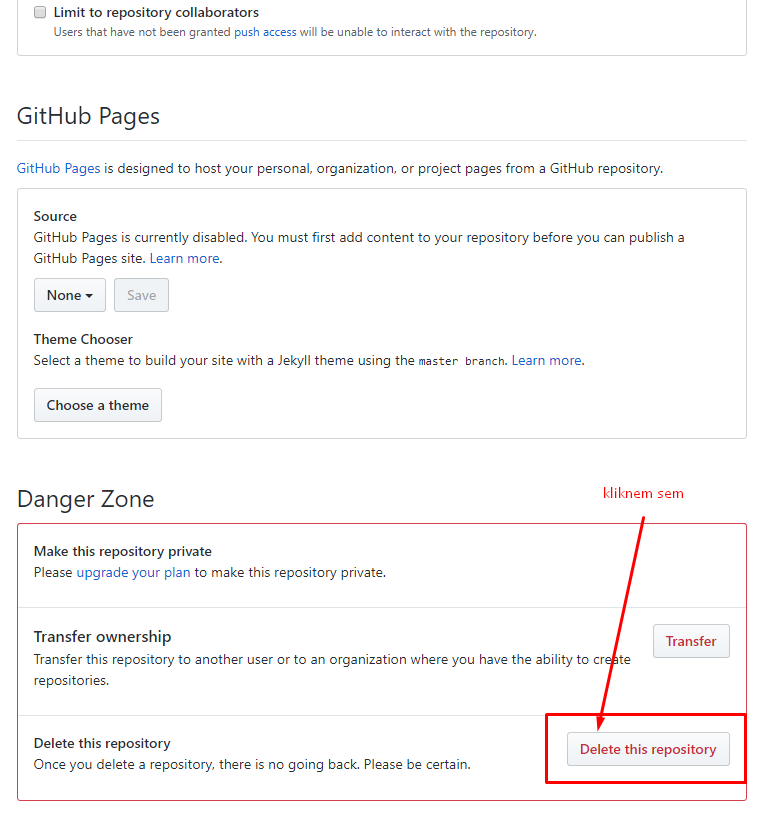 Limit to repository collaborators
Users that have not been granted push access will be unable to interact with the repository.
GitHub Pages
GitHub Pages is designed to host your personal, organization, or project pages from a GitHub repository.
Source
GitHub Pages is currently disabled. You must first add content to your repository before you can publish a
GitHub Pages site. Learn more.
None
Save
Theme Chooser
Select a theme to build your site with a Jekyll theme using the master branch. Learn more.
Choose a theme
kliknem sem
Danger Zone
Make this repository private
Please upgrade your plan to make this repository private.
Transfer ownership
Transfer
Transfer this repository to another user or to an organization where you have the ability to create
repositories.
Delete this repository
Delete this repository
Once you delete a repository, there is no going back. Please be certain.